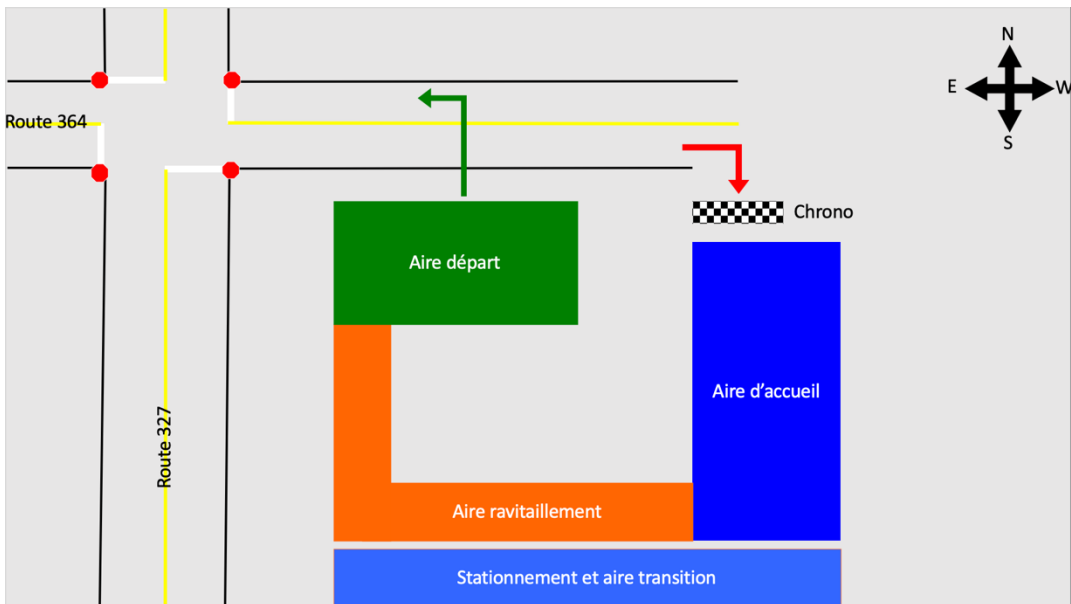 N
E
W
S
Route 364
Chrono
Aire départ
Aire d’accueil
Route 327
Aire ravitaillement
Stationnement et aire transition